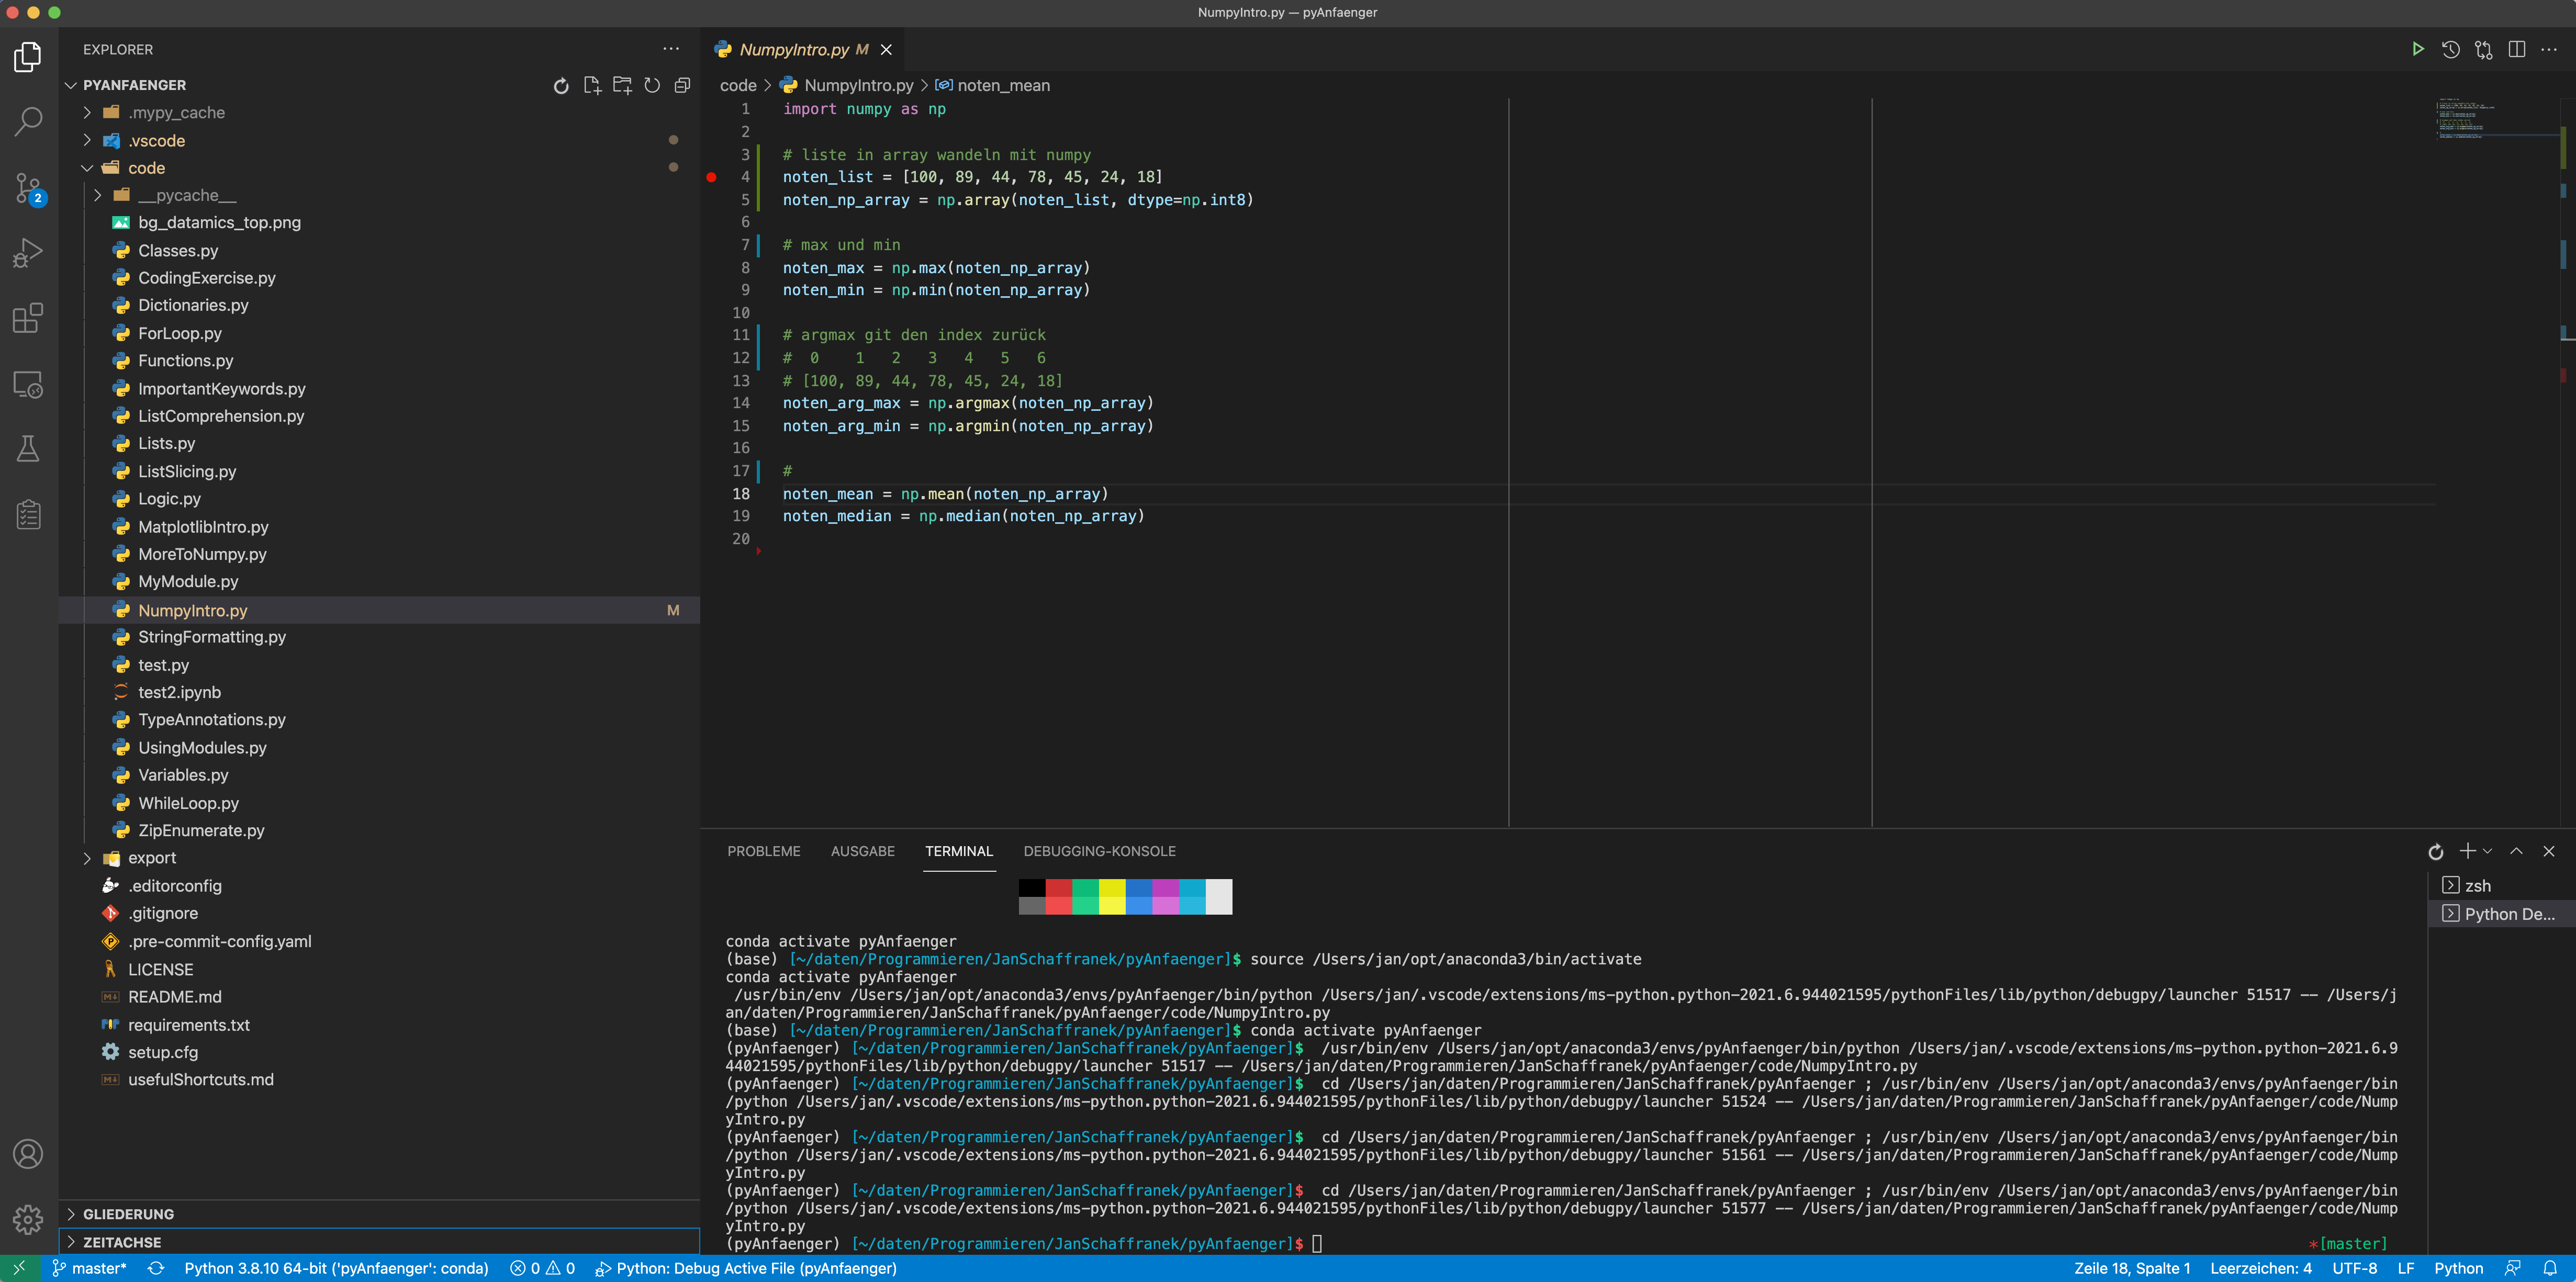 NumpyIntro.py — pyAnfaenger
EXPLORER
PYANFAENGER
.mypy_cache
.vscode
code
__pycache__
bg_datamics_top.png
Classes.py
CodingExercise.py
Dictionaries.py
ForLoop.py
Functions.py
ImportantKeywords.py
ListComprehension.py
Lists.py
ListSlicing.py
Logic.py
MatplotlibIntro.py
MoreToNumpy.py
MyModule.py
NumpyIntro.py M
StringFormatting.py
test.py
test2.ipynb
TypeAnnotations.py
UsingModules.py
Variables.py
WhileLoop.py
ZipEnumerate.py
export
.editorconfig
.gitignore
.pre-commit-config.yaml
LICENSE
README.md
requirements.txt
setup.cfg
usefulShortcuts.md
GLIEDERUNG
ZEITACHSE
2
NumpyIntro.py M
code > NumpyIntro.py > noten_mean
1 import numpy as np
2
3 # liste in array wandeln mit numpy
4 noten_list = [100, 89, 44, 78, 45, 24, 18]
5 noten_np_array = np.array(noten_list, dtype=np.int8)
6
7 # max und min
8 noten_max = np.max(noten_np_array)
9 noten_min = np.min(noten_np_array)
10
11 # argmax git den index zurück
12 #  0    1   2   3   4   5   6
13 # [100, 89, 44, 78, 45, 24, 18]
14 noten_arg_max = np.argmax(noten_np_array)
15 noten_arg_min = np.argmin(noten_np_array)
16
17 #
18 noten_mean = np.mean(noten_np_array)
19 noten_median = np.median(noten_np_array)
20
PROBLEME AUSGABE TERMINAL DEBUGGING-KONSOLE
zsh
Python De...
conda activate pyAnfaenger
(base) [~/daten/Programmieren/JanSchaffranek/pyAnfaenger]$ source /Users/jan/opt/anaconda3/bin/activate
conda activate pyAnfaenger
/usr/bin/env /Users/jan/opt/anaconda3/envs/pyAnfaenger/bin/python /Users/jan/.vscode/extensions/ms-python.python-2021.6.944021595/pythonFiles/lib/python/debugpy/launcher 51517 -- /Users/j
an/daten/Programmieren/JanSchaffranek/pyAnfaenger/code/NumpyIntro.py
(base) [~/daten/Programmieren/JanSchaffranek/pyAnfaenger]$ conda activate pyAnfaenger
(pyAnfaenger) [~/daten/Programmieren/JanSchaffranek/pyAnfaenger]$  /usr/bin/env /Users/jan/opt/anaconda3/envs/pyAnfaenger/bin/python /Users/jan/.vscode/extensions/ms-python.python-2021.6.9
44021595/pythonFiles/lib/python/debugpy/launcher 51517 -- /Users/jan/daten/Programmieren/JanSchaffranek/pyAnfaenger/code/NumpyIntro.py
(pyAnfaenger) [~/daten/Programmieren/JanSchaffranek/pyAnfaenger]$  cd /Users/jan/daten/Programmieren/JanSchaffranek/pyAnfaenger ; /usr/bin/env /Users/jan/opt/anaconda3/envs/pyAnfaenger/bin
/python /Users/jan/.vscode/extensions/ms-python.python-2021.6.944021595/pythonFiles/lib/python/debugpy/launcher 51524 -- /Users/jan/daten/Programmieren/JanSchaffranek/pyAnfaenger/code/Nump
yIntro.py
(pyAnfaenger) [~/daten/Programmieren/JanSchaffranek/pyAnfaenger]$  cd /Users/jan/daten/Programmieren/JanSchaffranek/pyAnfaenger ; /usr/bin/env /Users/jan/opt/anaconda3/envs/pyAnfaenger/bin
/python /Users/jan/.vscode/extensions/ms-python.python-2021.6.944021595/pythonFiles/lib/python/debugpy/launcher 51561 -- /Users/jan/daten/Programmieren/JanSchaffranek/pyAnfaenger/code/Nump
yIntro.py
(pyAnfaenger) [~/daten/Programmieren/JanSchaffranek/pyAnfaenger]$  cd /Users/jan/daten/Programmieren/JanSchaffranek/pyAnfaenger ; /usr/bin/env /Users/jan/opt/anaconda3/envs/pyAnfaenger/bin
/python /Users/jan/.vscode/extensions/ms-python.python-2021.6.944021595/pythonFiles/lib/python/debugpy/launcher 51577 -- /Users/jan/daten/Programmieren/JanSchaffranek/pyAnfaenger/code/Nump
yIntro.py
(pyAnfaenger) [~/daten/Programmieren/JanSchaffranek/pyAnfaenger]$ *[master]
master* Python 3.8.10 64-bit ('pyAnfaenger': conda) 0 0 Python: Debug Active File (pyAnfaenger) Zeile 18, Spalte 1 Leerzeichen: 4 UTF-8 LF Python